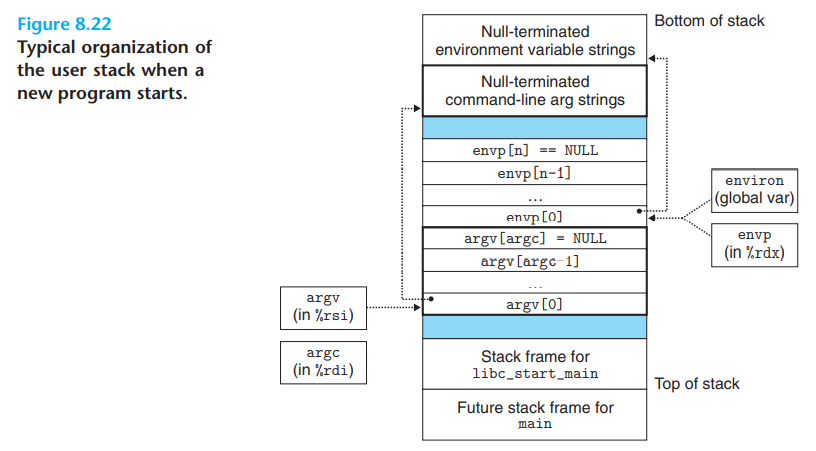 Figure 8.22
Typical organization of
the user stack when a
new program starts.
Bottom of stack
Null-terminated
environment variable strings
Null-terminated
command-line arg strings
envp[n] == NULL
envp[n-1]
...
envp[0]
environ
(global var)
envp
(in %rdx)
argv[argc] = NULL
argv[argc-1]
...
argv[0]
argv
(in %rsi)
argc
(in %rdi)
Stack frame for
libc_start_main
Top of stack
Future stack frame for
main